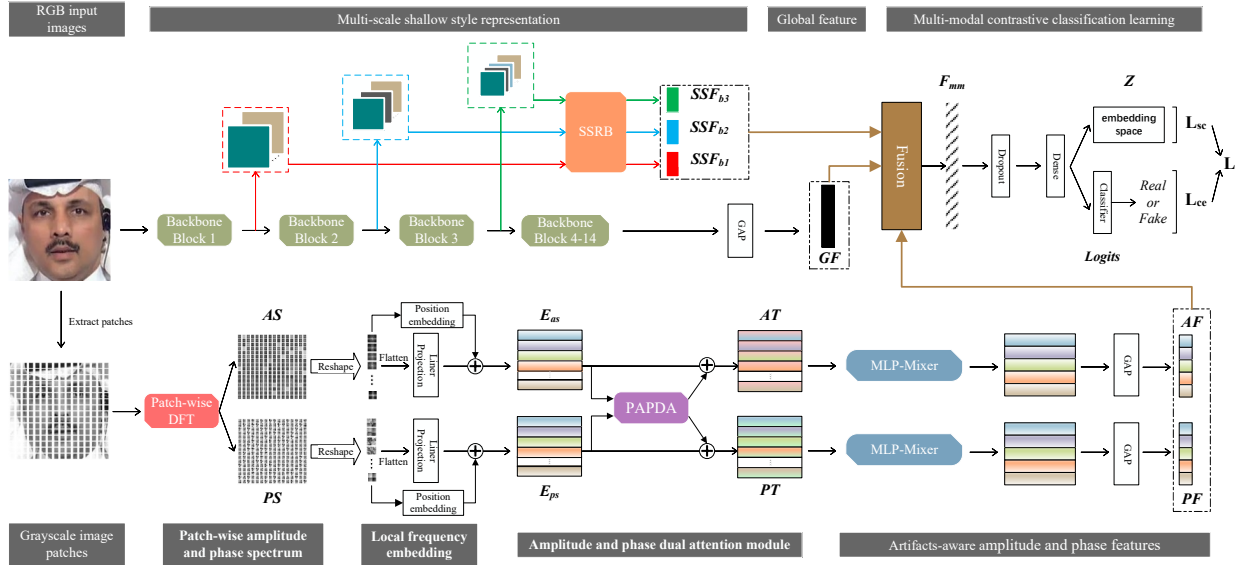 RGB input
images
Multi-scale shallow style representation
Global feature
Multi-modal contrastive classification learning
SSRB
SSF_b3
SSF_b2
SSF_b1
Fusion
F_mm
Dropout
Dense
Z
embedding
space
L_sc
L
Classifier
Real
or
Fake
L_ce
Logits
Backbone
Block 1
Backbone
Block 2
Backbone
Block 3
Backbone
Block 4-14
GAP
GF
Extract patches
Patch-wise
DFT
AS
Reshape
Flatten
Position
embedding
Liner
Projection
E_as
AT
MLP-Mixer
GAP
AF
PAPDA
PS
Reshape
Flatten
Liner
Projection
Position
embedding
E_ps
PT
MLP-Mixer
GAP
PF
Grayscale image
patches
Patch-wise amplitude
and phase spectrum
Local frequency
embedding
Amplitude and phase dual attention module
Artifacts-aware amplitude and phase features